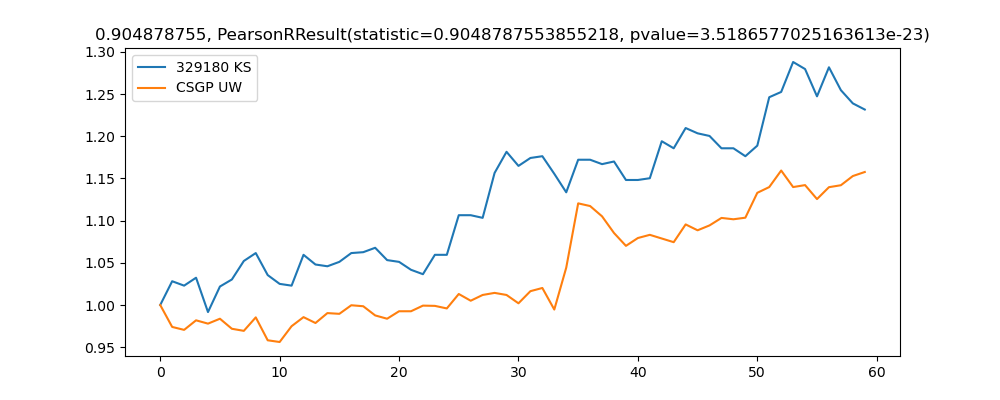 0.904878755, PearsonRResult(statistic=0.9048787553855218, pvalue=3.5186577025163613e-23)
329180 KS
CSGP UW
1.30
1.25
1.20
1.15
1.10
1.05
1.00
0.95
0 10 20 30 40 50 60